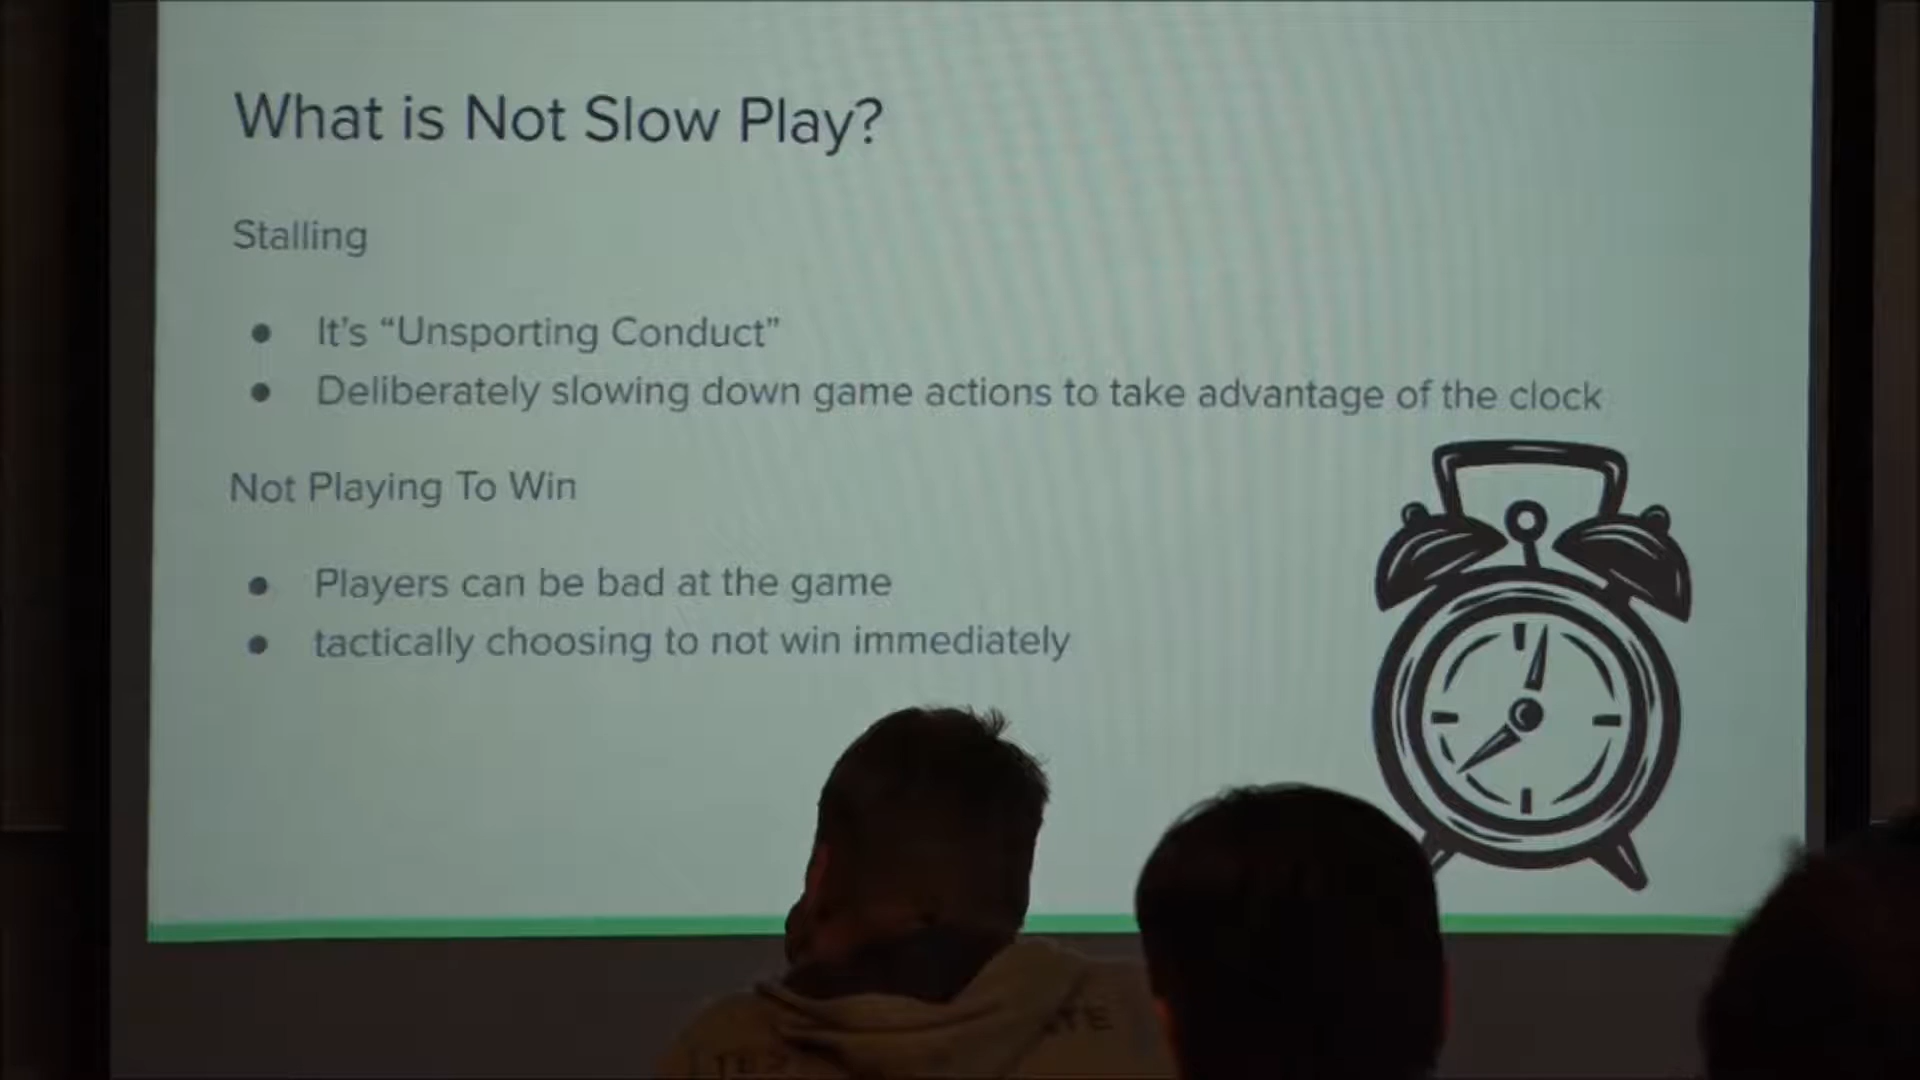 What is Not Slow Play?
Stalling
● It's “Unsporting Conduct”
● Deliberately slowing down game actions to take advantage of the clock
Not Playing To Win
● Players can be bad at the game
● tactically choosing to not win immediately